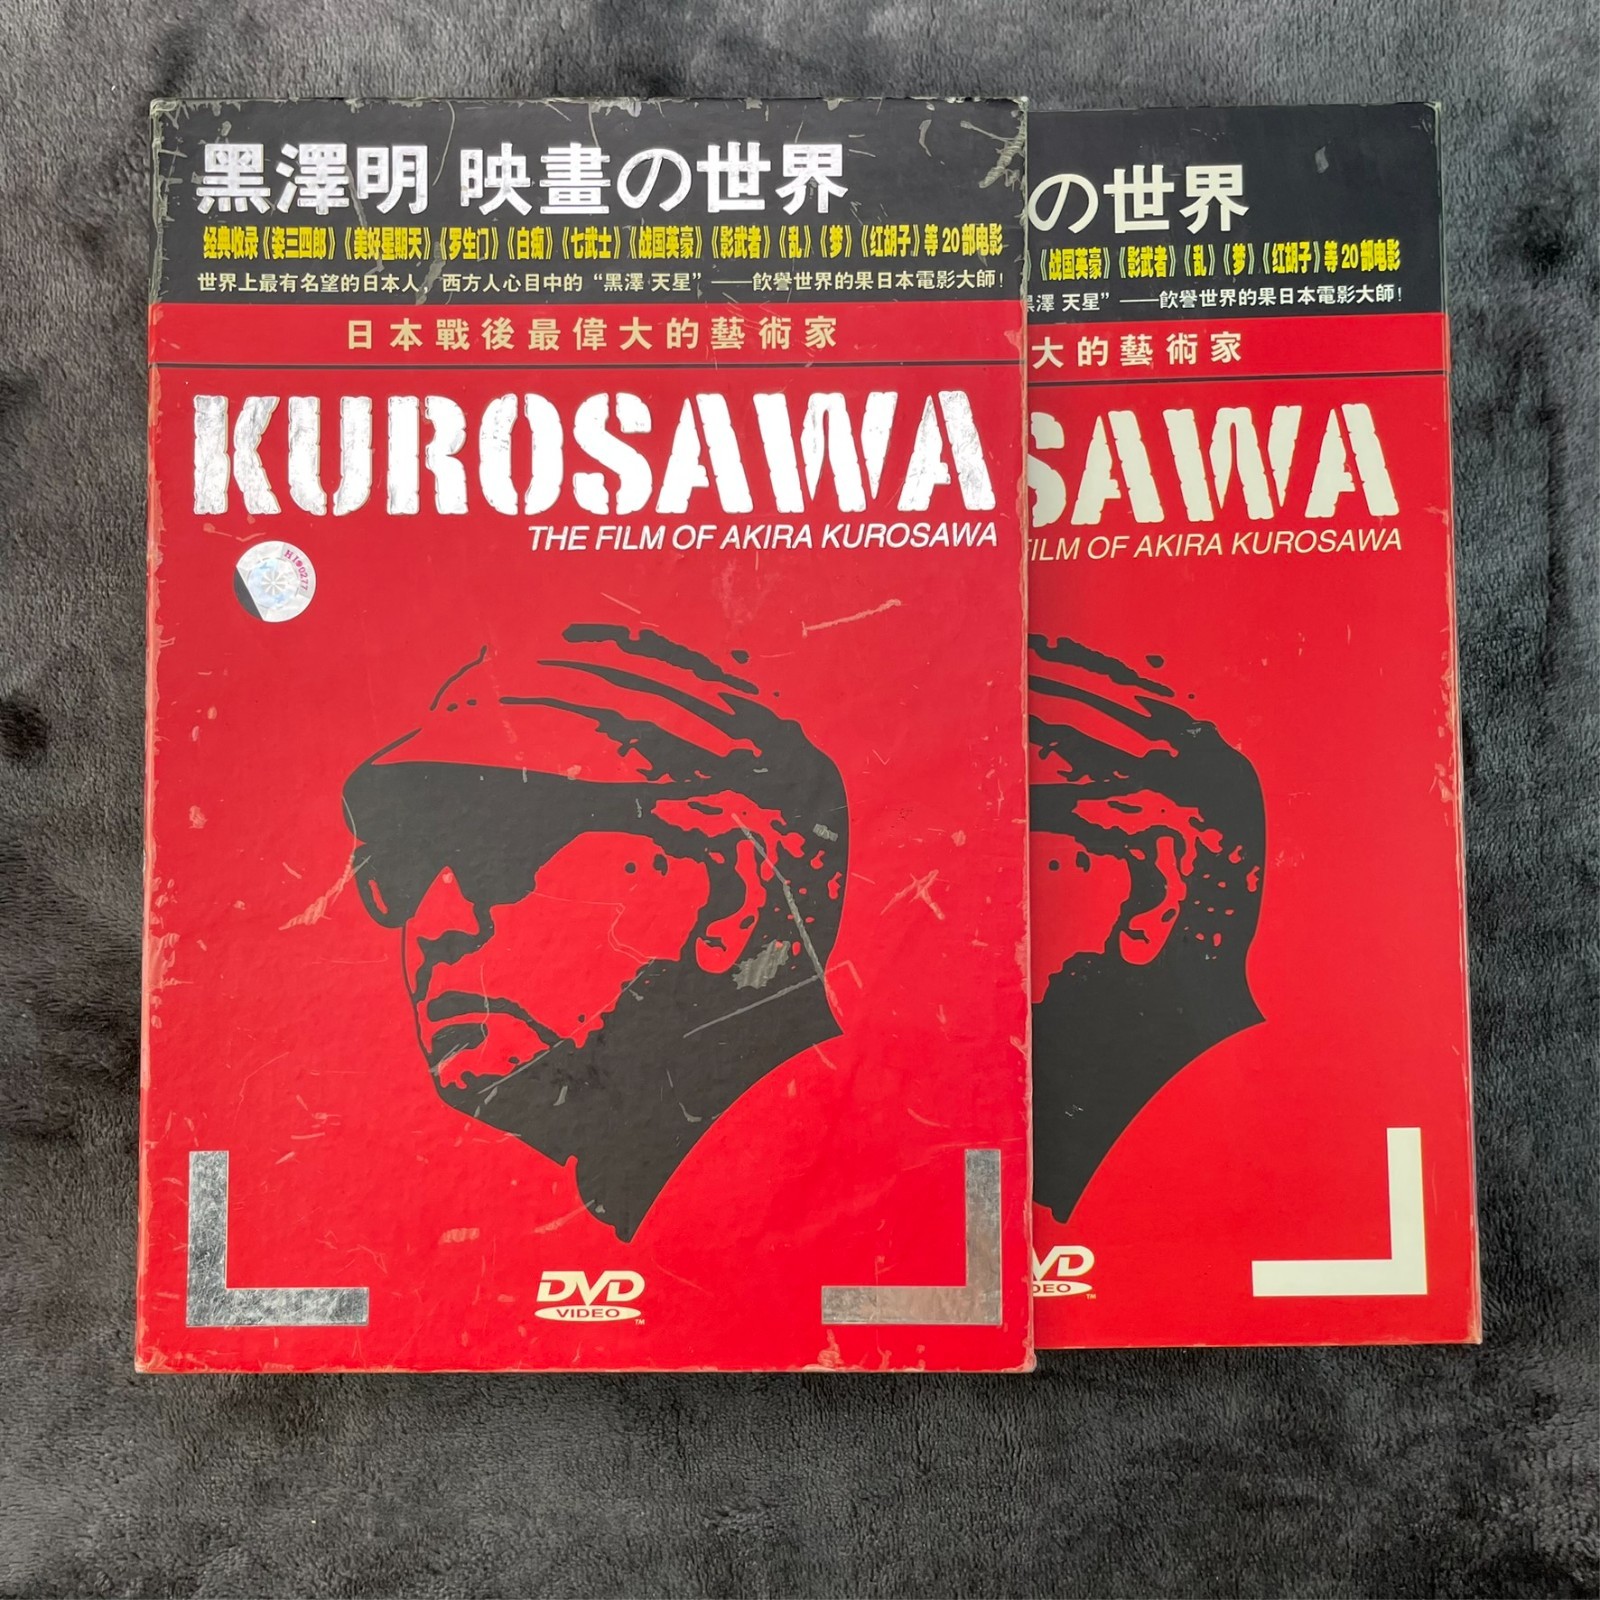 黑澤明 映畫の世界
经典收录《姿三四郎》《美好星期天》《罗生门》《白痴》《七武士》《战国英豪》《影武者》《乱》《梦》《红胡子》等20部电影
世界上最有名望的日本人，西方人心目中的“黑澤 天星”——飲譽世界的果日本電影大師！
日本戰後最偉大的藝術家
KUROSAWA
THE FILM OF AKIRA KUROSAWA
DVD
VIDEO
TM
の世界
《战国英豪》《影武者》《乱》《梦》《红胡子》等20部电影
黑澤 天星”——飲譽世界的果日本電影大師！
大的藝術家
SAWA
FILM OF AKIRA KUROSAWA
VD
DEO
TM